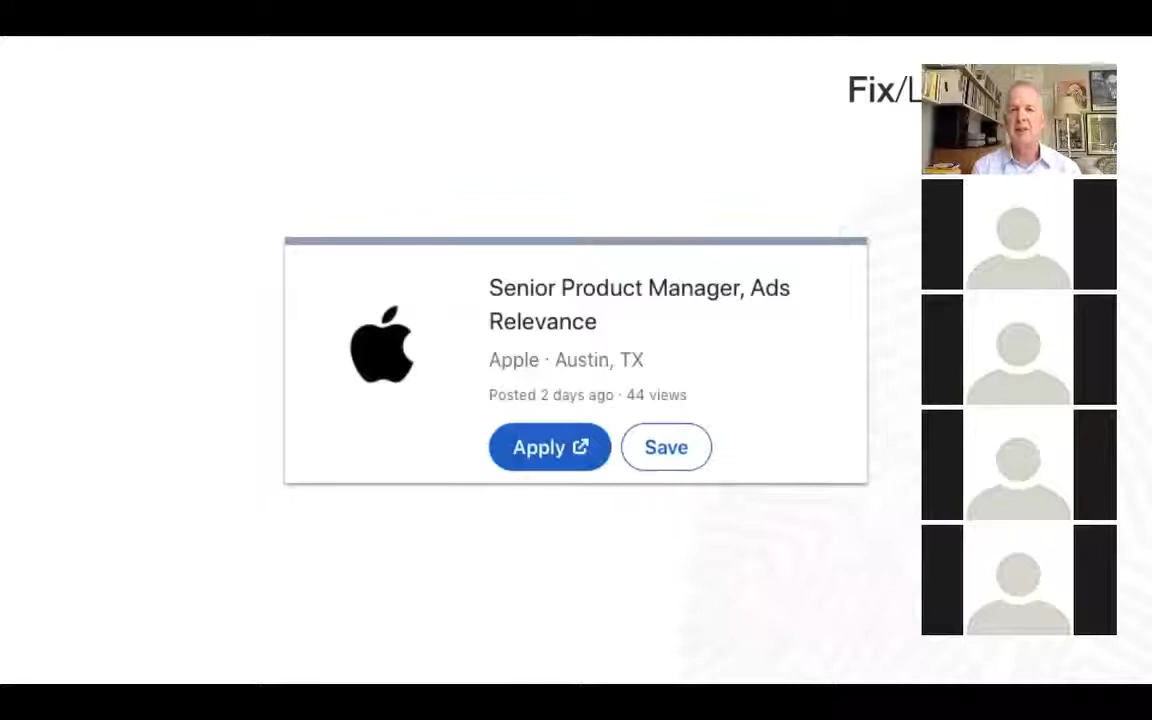 Fix/L
Senior Product Manager, Ads
Relevance
Apple · Austin, TX
Posted 2 days ago · 44 views
Apply
Save